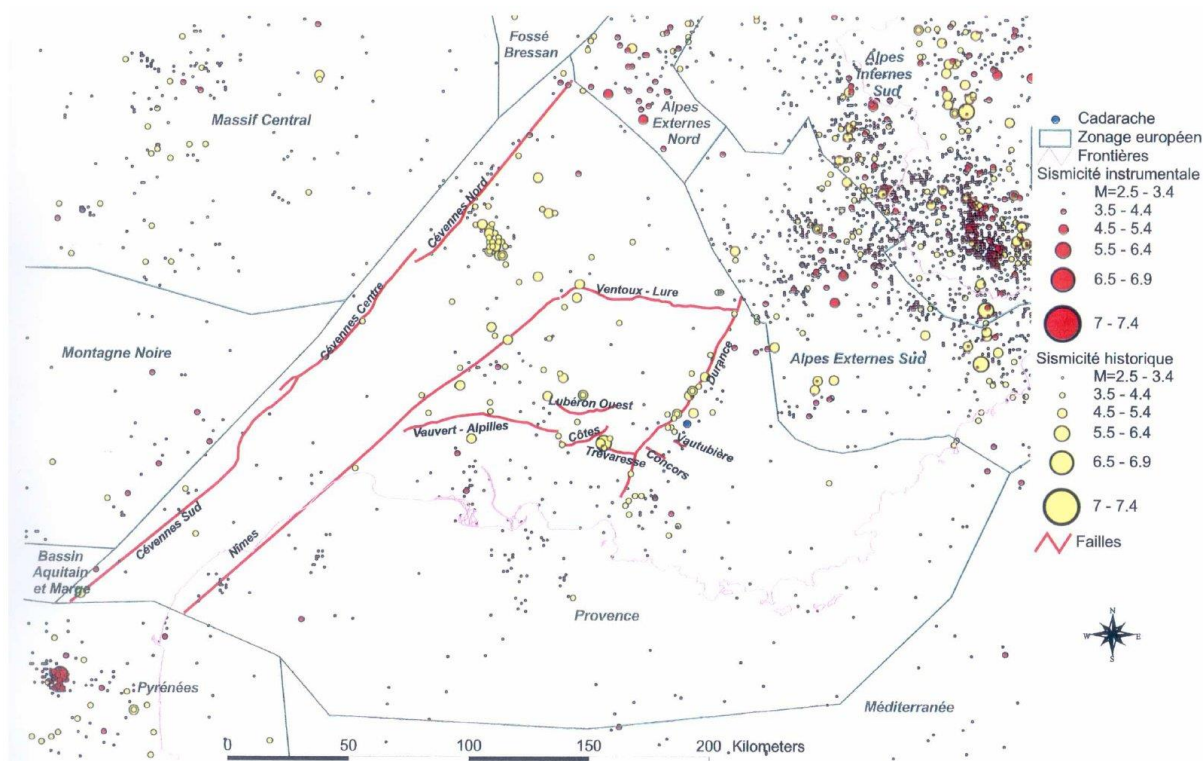 Fossé
Bressan
Massif Central
Alpes
Externes
Nord
Alpes
Internes
Sud
Cévennes Nord
Cévennes Centre
Ventoux - Lure
Montagne Noire
Durance
Alpes Externes Sud
Lubéron Ouest
Vauvert - Alpilles
Côtes
Trévaresse
Concors
Vautubière
Cévennes Sud
Nîmes
Bassin
Aquitain
et Marge
Provence
Pyrénées
Méditerranée
0 50 100 150 200 Kilometers
Cadarache
Zonage européen
Frontières
Sismicité instrumentale
M=2.5 - 3.4
3.5 - 4.4
4.5 - 5.4
5.5 - 6.4
6.5 - 6.9
7 - 7.4
Sismicité historique
M=2.5 - 3.4
3.5 - 4.4
4.5 - 5.4
5.5 - 6.4
6.5 - 6.9
7 - 7.4
Failles
N
W E
S